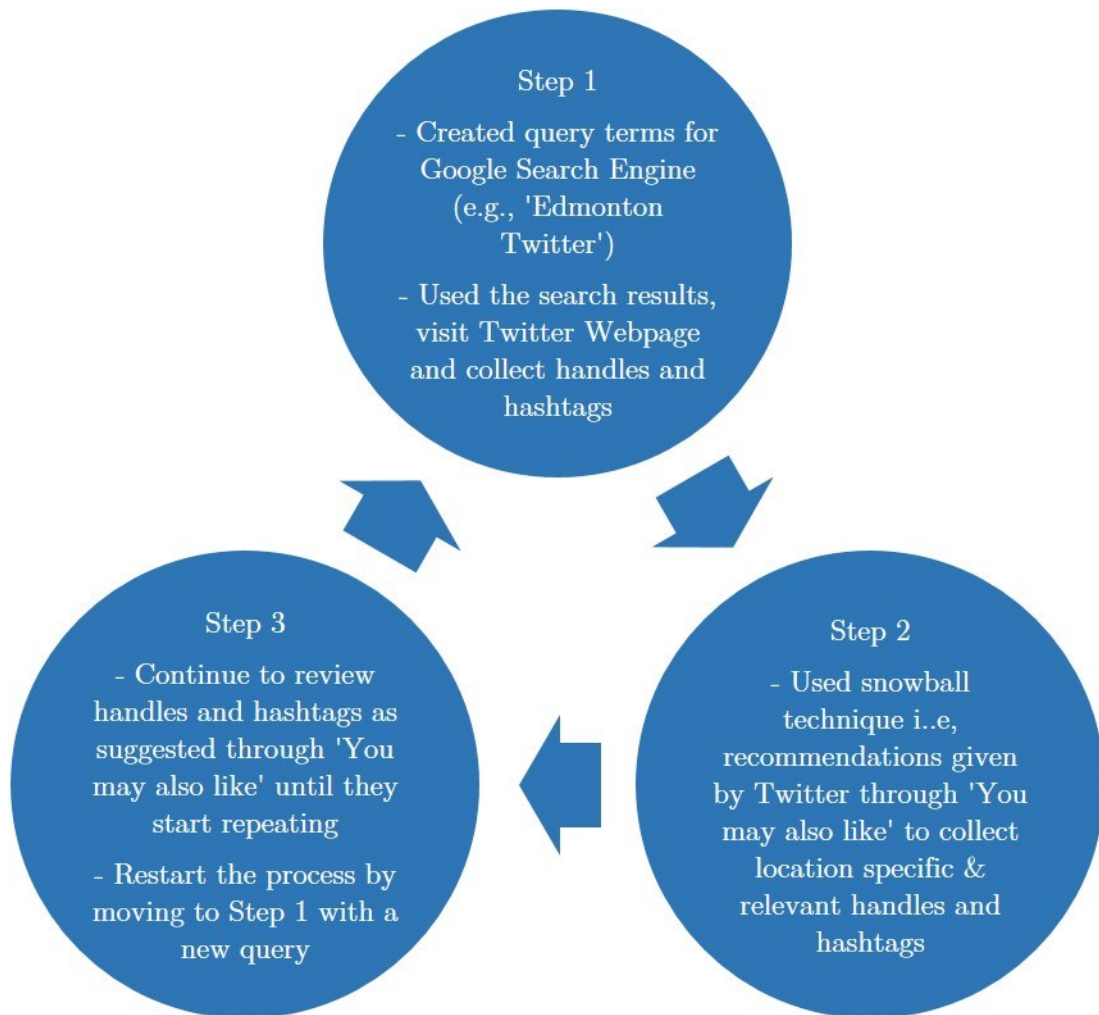 Step 1
- Created query terms for
Google Search Engine
(e.g., 'Edmonton
Twitter')
- Used the search results,
visit Twitter Webpage
and collect handles and
hashtags
Step 2
- Used snowball
technique i..e,
recommendations given
by Twitter through 'You
may also like' to collect
location specific &
relevant handles and
hashtags
Step 3
- Continue to review
handles and hashtags as
suggested through 'You
may also like' until they
start repeating
- Restart the process by
moving to Step 1 with a
new query